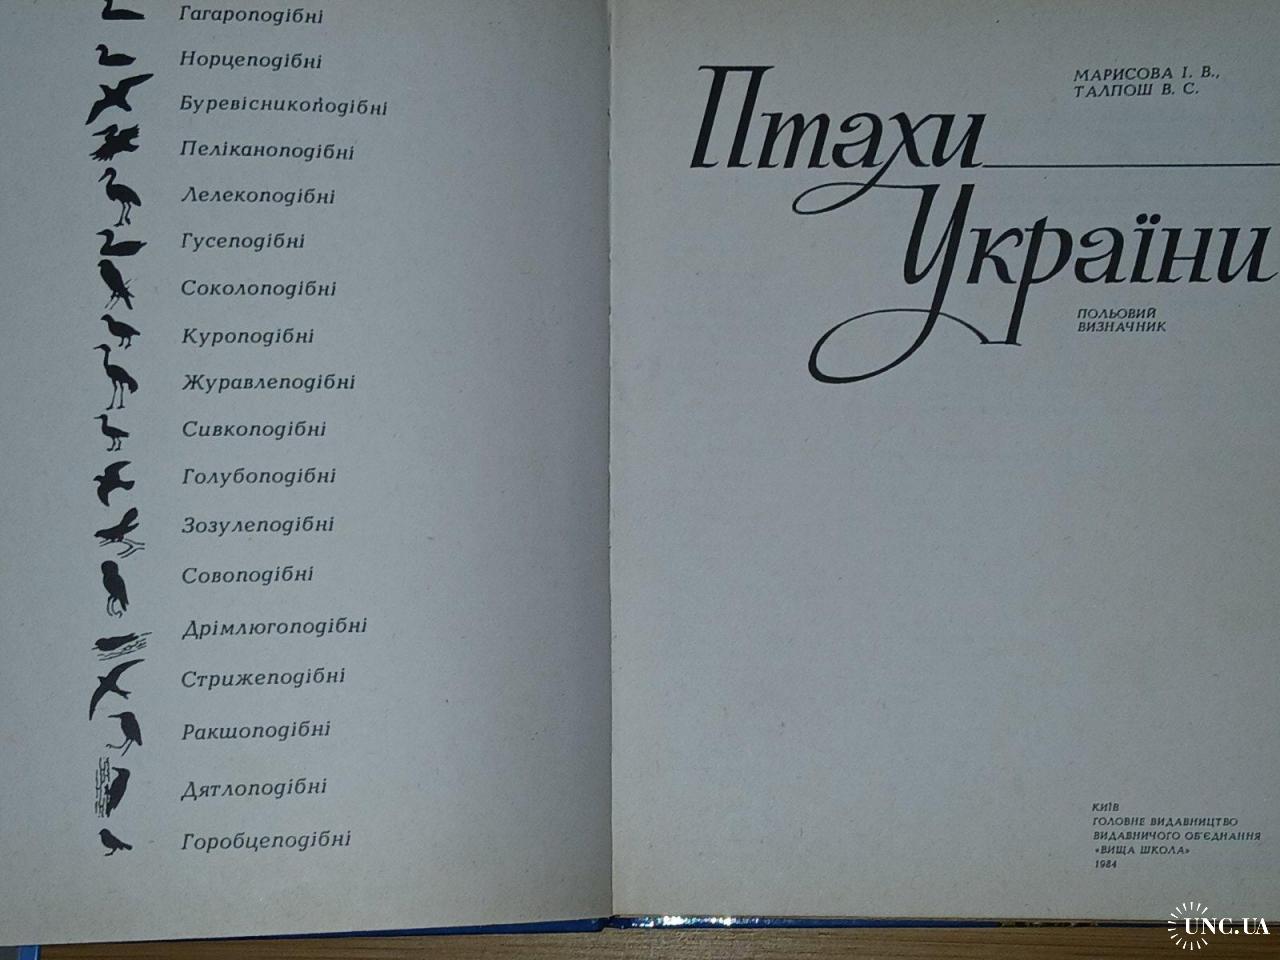 Гагароподібні
Норцеподібні
Буревісникоподібні
Пеліканоподібні
Лелекоподібні
Гусеподібні
Соколоподібні
Куроподібні
Журавлеподібні
Сивкоподібні
Голубоподібні
Зозулеподібні
Совоподібні
Дрімлюгоподібні
Стрижеподібні
Ракшоподібні
Дятлоподібні
Горобцеподібні
МАРИСОВА І. В.,
ТАЛПОШ В. С.
Птахи
України
ПОЛЬОВИЙ
ВИЗНАЧНИК
КИЇВ
ГОЛОВНЕ ВИДАВНИЦТВО
ВИДАВНИЧОГО ОБ'ЄДНАННЯ
«ВИЩА ШКОЛА»
1984
UNC.UA